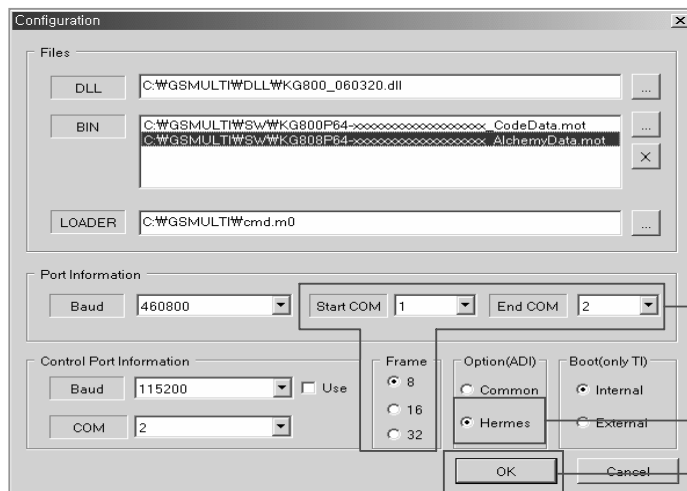 Configuration
Files
DLL
C:₩GSMULTI₩DLL₩KG800_060320.dll
...
BIN
C:₩GSMULTI₩SW₩KG800P64-xxxxxxxxxxxxxxxxxxxxx_CodeData.mot
C:₩GSMULTI₩SW₩KG808P64-xxxxxxxxxxxxxxxxxxxx_AlchemyData.mot
...
LOADER
C:₩GSMULTI₩cmd.m0
...
Port Information
Baud 460800 Start COM 1 End COM 2
Control Port Information
Baud 115200 Use
COM 2
Frame
8
16
32
Option(ADI)
Common
Hermes
Boot(only TI)
Internal
External
OK Cancel